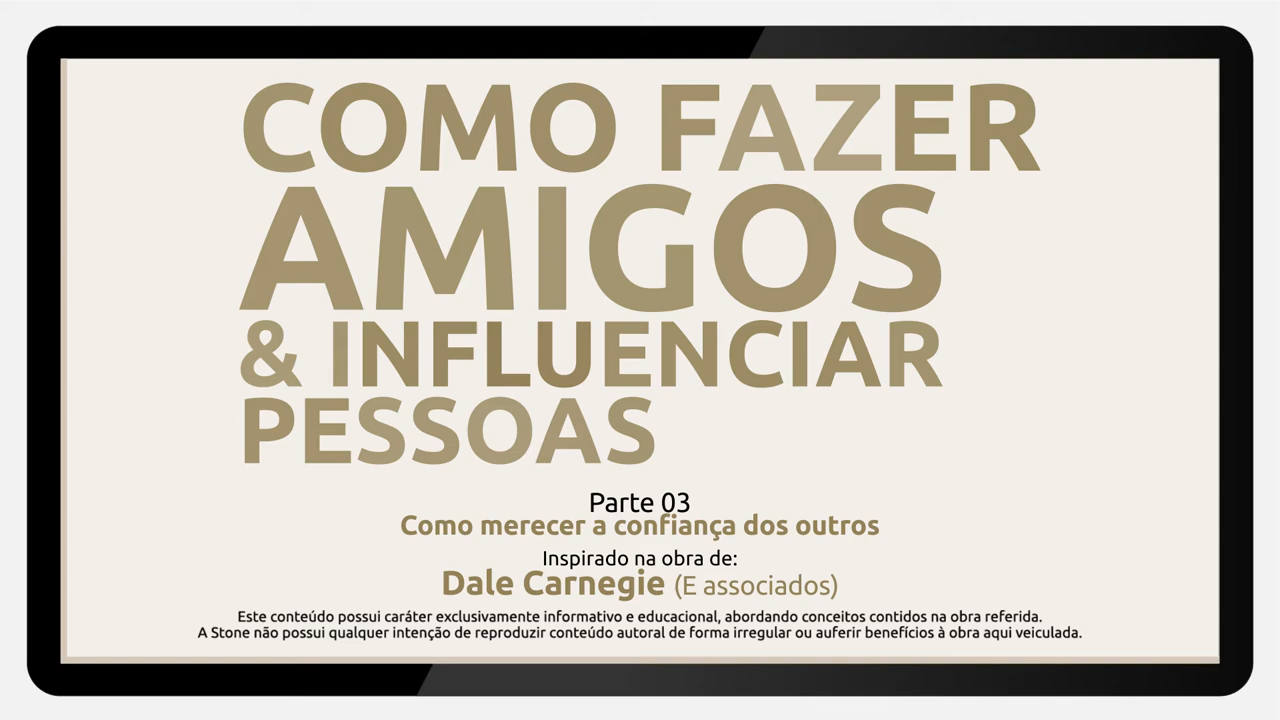 COMO FAZER
AMIGOS
& INFLUENCIAR
PESSOAS
Parte 03
Como merecer a confiança dos outros
Inspirado na obra de:
Dale Carnegie (E associados)
Este conteúdo possui caráter exclusivamente informativo e educacional, abordando conceitos contidos na obra referida.
A Stone não possui qualquer intenção de reproduzir conteúdo autoral de forma irregular ou auferir benefícios à obra aqui veiculada.